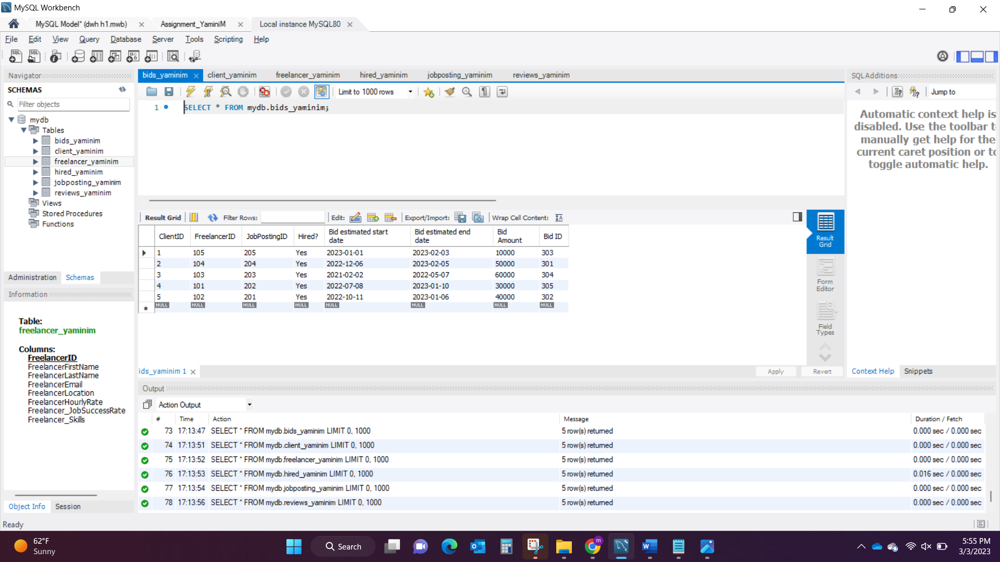 MySQL Workbench
MySQL Model* (dwh h1.mwb)
Assignment_YaminiM
Local instance MySQL80
File Edit View Query Database Server Tools Scripting Help
Navigator
SCHEMAS
Filter objects
mydb
Tables
bids_yaminim
client_yaminim
freelancer_yaminim
hired_yaminim
jobposting_yaminim
reviews_yaminim
Views
Stored Procedures
Functions
Administration Schemas
Information
Table:
freelancer_yaminim
Columns:
FreelancerID
FreelancerFirstName
FreelancerLastName
FreelancerEmail
FreelancerLocation
FreelancerHourlyRate
Freelancer_JobSuccessRate
Freelancer_Skills
Object Info Session
Ready
bids_yaminim client_yaminim freelancer_yaminim hired_yaminim jobposting_yaminim reviews_yaminim
Limit to 1000 rows
1 SELECT * FROM mydb.bids_yaminim;
Result Grid Filter Rows: Edit: Export/Import: Wrap Cell Content:
ClientID FreelancerID JobPostingID Hired? Bid estimated start date Bid estimated end date Bid Amount Bid ID
1 105 205 Yes 2023-01-01 2023-02-03 10000 303
2 104 204 Yes 2022-12-06 2023-02-05 50000 301
3 103 203 Yes 2021-02-02 2022-05-07 60000 304
4 101 202 Yes 2022-07-08 2023-01-10 30000 305
5 102 201 Yes 2022-10-11 2023-01-06 40000 302
NULL NULL NULL NULL NULL NULL NULL NULL
Result Grid
Form Editor
Field Types
ids_yaminim 1
Apply Revert
SQLAdditions
Jump to
Automatic context help is
disabled. Use the toolbar t
manually get help for the
current caret position or to
toggle automatic help.
Context Help Snippets
Output
Action Output
# Time Action Message Duration / Fetch
73 17:13:47 SELECT * FROM mydb.bids_yaminim LIMIT 0, 1000 5 row(s) returned 0.000 sec / 0.000 sec
74 17:13:51 SELECT * FROM mydb.client_yaminim LIMIT 0, 1000 5 row(s) returned 0.000 sec / 0.000 sec
75 17:13:52 SELECT * FROM mydb.freelancer_yaminim LIMIT 0, 1000 5 row(s) returned 0.000 sec / 0.000 sec
76 17:13:53 SELECT * FROM mydb.hired_yaminim LIMIT 0, 1000 5 row(s) returned 0.016 sec / 0.000 sec
77 17:13:54 SELECT * FROM mydb.jobposting_yaminim LIMIT 0, 1000 5 row(s) returned 0.000 sec / 0.000 sec
78 17:13:56 SELECT * FROM mydb.reviews_yaminim LIMIT 0, 1000 5 row(s) returned 0.000 sec / 0.000 sec
62°F
Sunny
Search
5:55 PM
3/3/2023